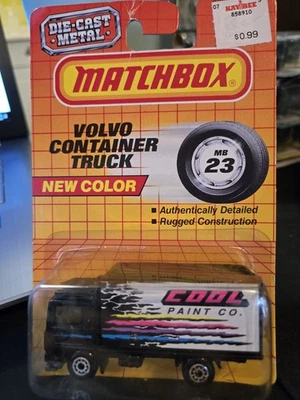 DIE-CAST
METAL
07 KAY·BEE
858910
$0.99
MATCHBOX
VOLVO
CONTAINER
TRUCK
NEW COLOR
MB
23
■ Authentically Detailed
■ Rugged Construction
COOL
PAINT CO.